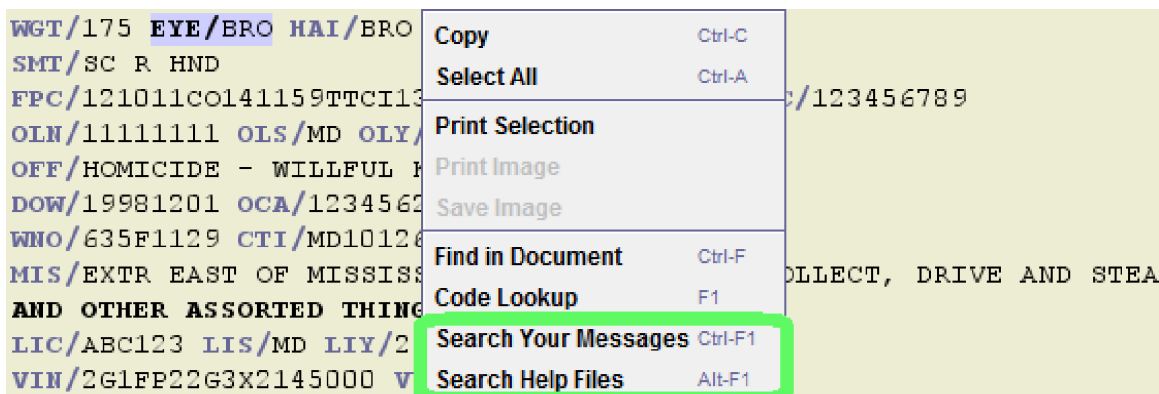 WGT/175 EYE/BRO HAI/BRO
SMT/SC R HND
FPC/121011CO141159TTCI13 C/123456789
OLN/11111111 OLS/MD OLY/
OFF/HOMICIDE - WILLFUL K
DOW/19981201 OCA/1234562
WNO/635F1129 CTI/MD10126
MIS/EXTR EAST OF MISSISS OLLECT, DRIVE AND STEA
AND OTHER ASSORTED THING
LIC/ABC123 LIS/MD LIY/2
VIN/2G1FP22G3X2145000 V
Copy Ctrl-C
Select All Ctrl-A
Print Selection
Print Image
Save Image
Find in Document Ctrl-F
Code Lookup F1
Search Your Messages Ctrl-F1
Search Help Files Alt-F1